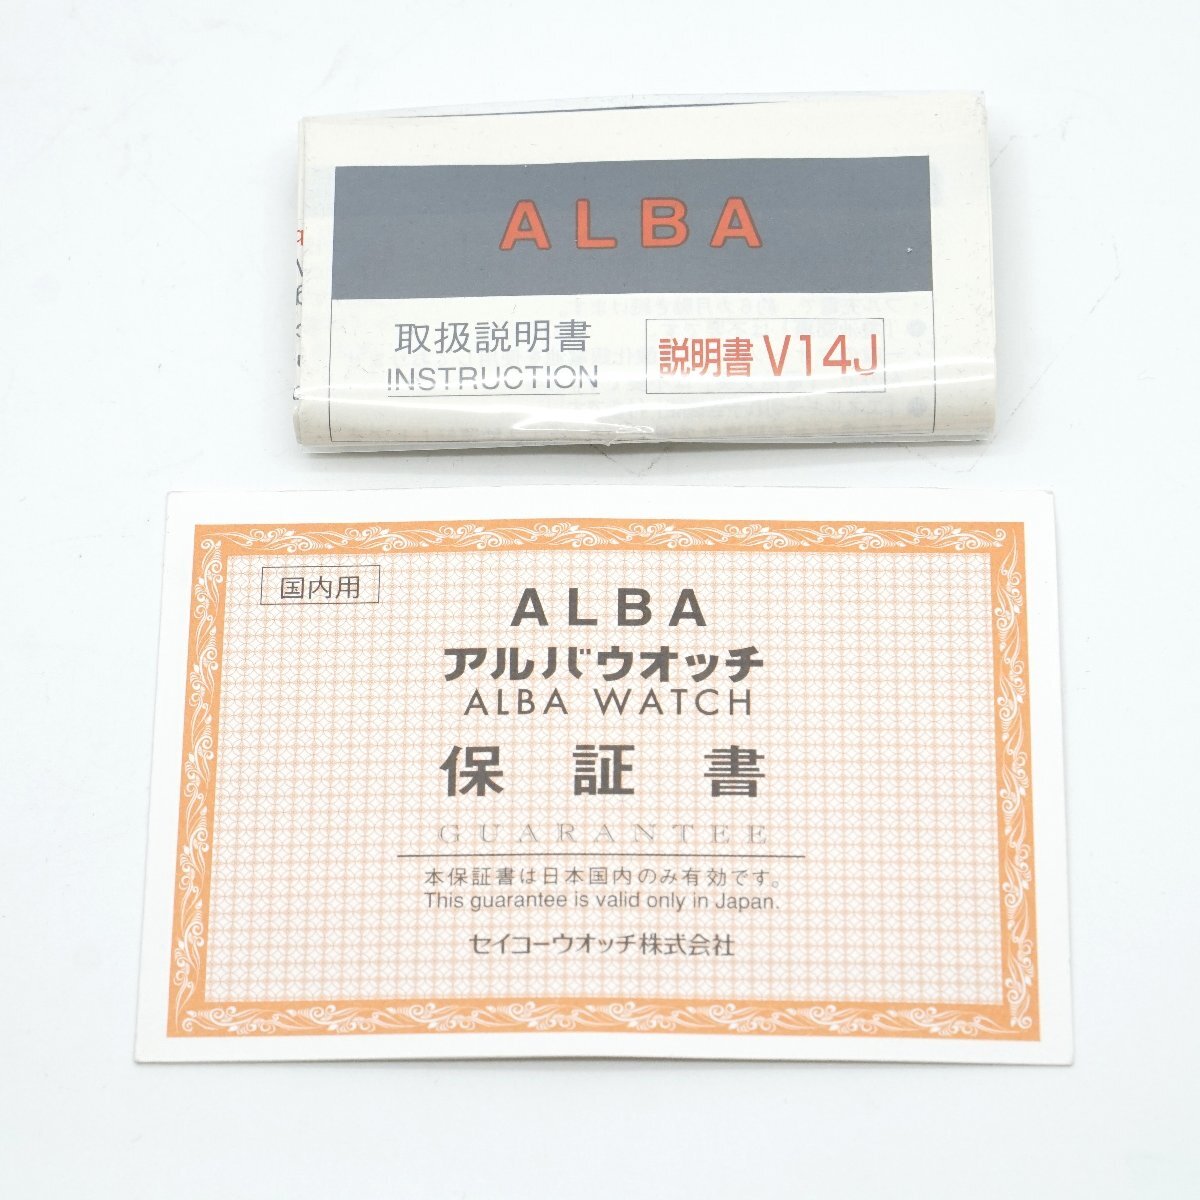 ALBA
取扱説明書
INSTRUCTION
説明書 V14J
国内用
ALBA
アルバウオッチ
ALBA WATCH
保証書
GUARANTEE
本保証書は日本国内のみ有効です。
This guarantee is valid only in Japan.
セイコーウオッチ株式会社